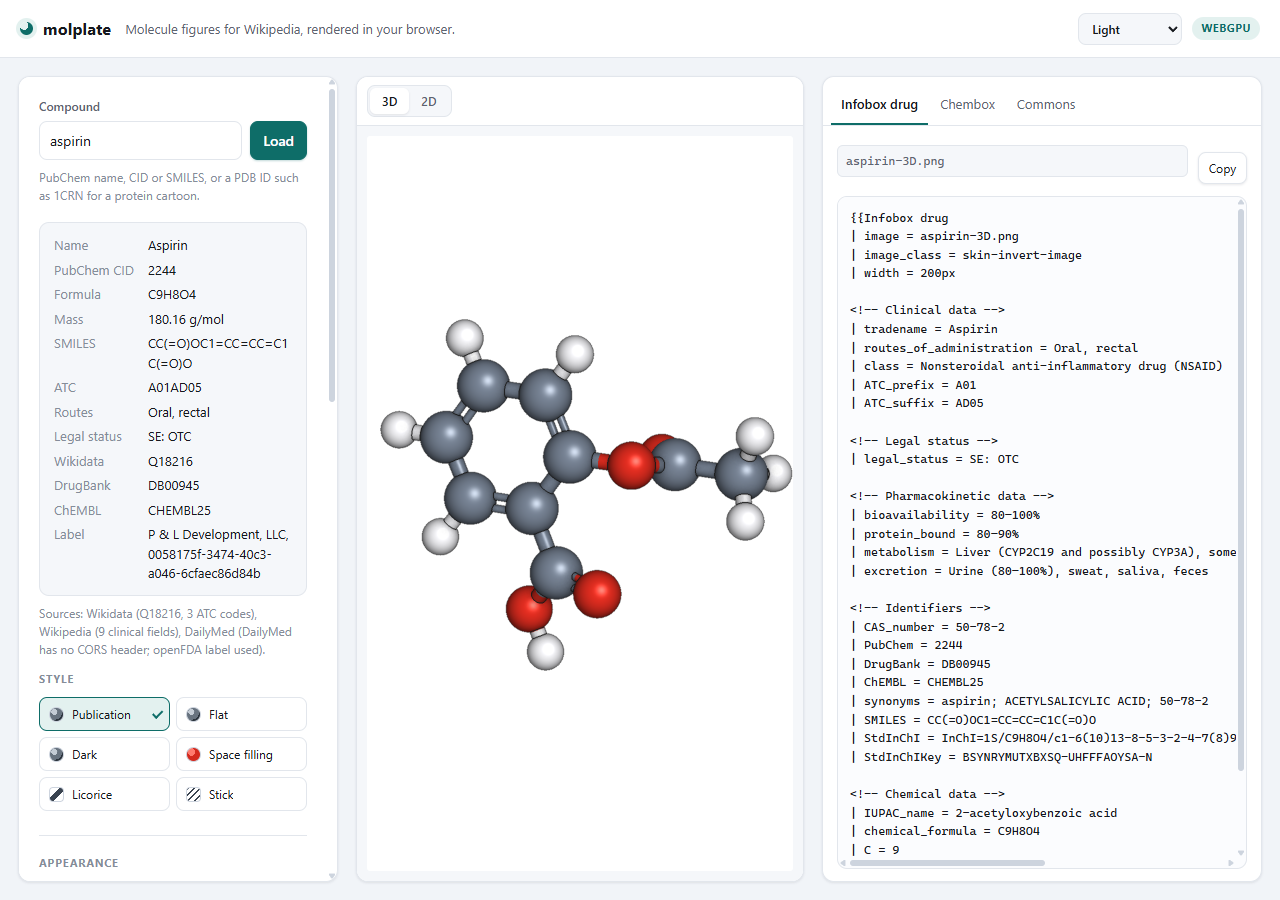 molplate
Molecule figures for Wikipedia, rendered in your browser.
Light
WEBGPU
Compound
aspirin
Load
PubChem name, CID or SMILES, or a PDB ID such
as 1CRN for a protein cartoon.
Name Aspirin
PubChem CID 2244
Formula C9H8O4
Mass 180.16 g/mol
SMILES CC(=O)OC1=CC=CC=C1
C(=O)O
ATC A01AD05
Routes Oral, rectal
Legal status SE: OTC
Wikidata Q18216
DrugBank DB00945
ChEMBL CHEMBL25
Label P & L Development, LLC,
0058175f-3474-40c3-
a046-6cfaec86d84b
Sources: Wikidata (Q18216, 3 ATC codes),
Wikipedia (9 clinical fields), DailyMed (DailyMed
has no CORS header; openFDA label used).
STYLE
Publication
Flat
Dark
Space filling
Licorice
Stick
APPEARANCE
3D
2D
Infobox drug
Chembox
Commons
aspirin-3D.png
Copy
{{Infobox drug
| image = aspirin-3D.png
| image_class = skin-invert-image
| width = 200px
<!-- Clinical data -->
| tradename = Aspirin
| routes_of_administration = Oral, rectal
| class = Nonsteroidal anti-inflammatory drug (NSAID)
| ATC_prefix = A01
| ATC_suffix = AD05
<!-- Legal status -->
| legal_status = SE: OTC
<!-- Pharmacokinetic data -->
| bioavailability = 80–100%
| protein_bound = 80–90%
| metabolism = Liver (CYP2C19 and possibly CYP3A), some
| excretion = Urine (80–100%), sweat, saliva, feces
<!-- Identifiers -->
| CAS_number = 50-78-2
| PubChem = 2244
| DrugBank = DB00945
| ChEMBL = CHEMBL25
| synonyms = aspirin; ACETYLSALICYLIC ACID; 50-78-2
| SMILES = CC(=O)OC1=CC=CC=C1C(=O)O
| StdInChI = InChI=1S/C9H8O4/c1-6(10)13-8-5-3-2-4-7(8)9
| StdInChIKey = BSYNRYMUTXBXSQ-UHFFFAOYSA-N
<!-- Chemical data -->
| IUPAC_name = 2-acetyloxybenzoic acid
| chemical_formula = C9H8O4
| C = 9